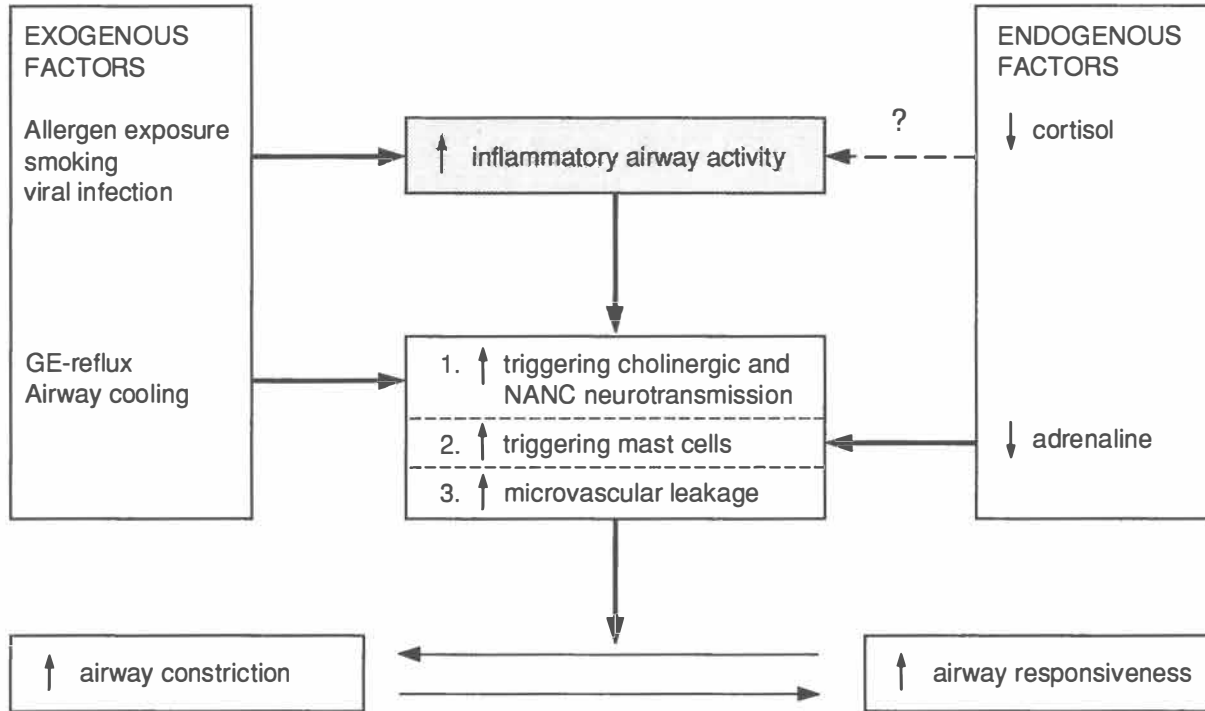 EXOGENOUS
FACTORS
Allergen exposure
smoking
viral infection
GE-reflux
Airway cooling
↑ inflammatory airway activity
?
ENDOGENOUS
FACTORS
↓ cortisol
↓ adrenaline
1. ↑ triggering cholinergic and
NANC neurotransmission
2. ↑ triggering mast cells
3. ↑ microvascular leakage
↑ airway constriction
↑ airway responsiveness